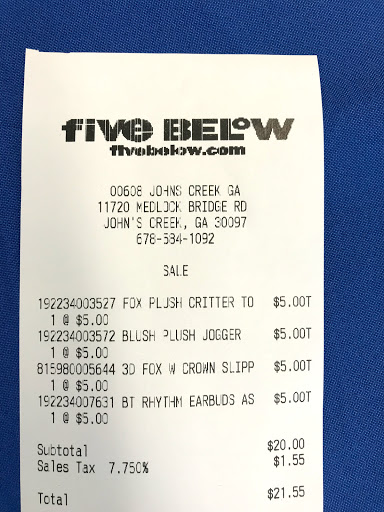 five BELOW
fivebelow.com
00608 JOHNS CREEK GA
11720 MEDLOCK BRIDGE RD
JOHN'S CREEK, GA 30097
678-584-1092
SALE
192234003527 FOX PLUSH CRITTER TO $5.00T
1 @ $5.00
192234003572 BLUSH PLUSH JOGGER $5.00T
1 @ $5.00
815980005644 3D FOX W CROWN SLIPP $5.00T
1 @ $5.00
192234007631 BT RHYTHM EARBUDS AS $5.00T
1 @ $5.00
Subtotal $20.00
Sales Tax 7.750% $1.55
Total $21.55